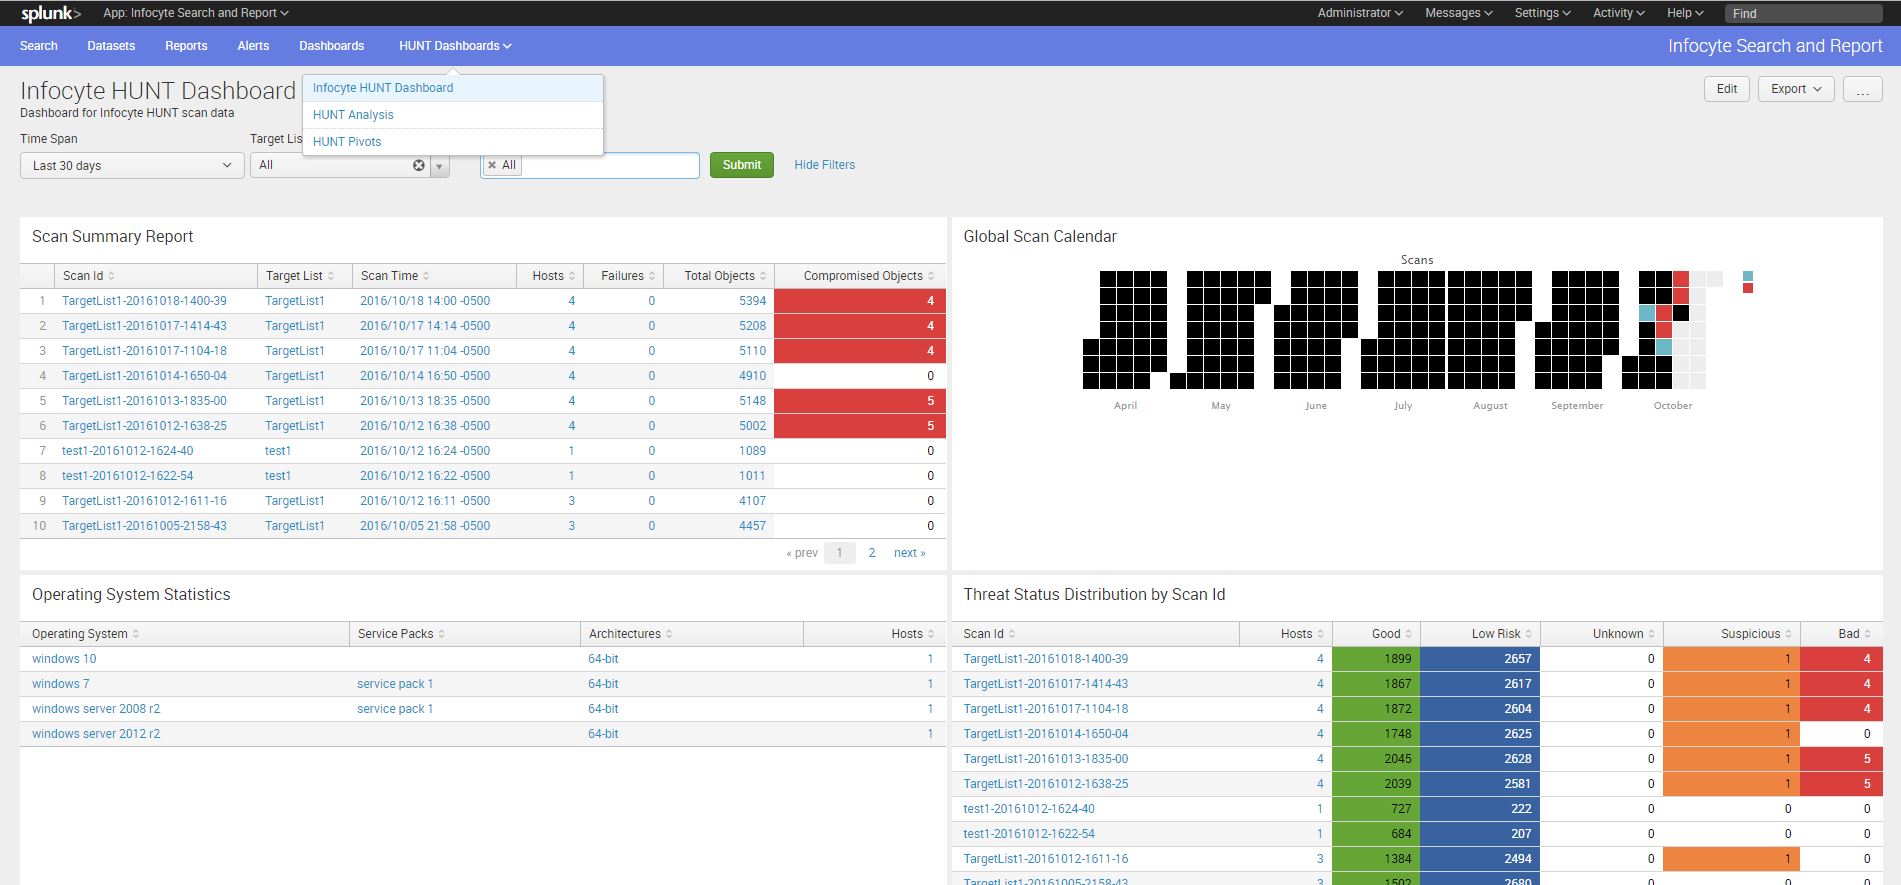 splunk> App: Infocyte Search and Report Administrator Messages Settings Activity Help Find
Search Datasets Reports Alerts Dashboards HUNT Dashboards Infocyte Search and Report
Infocyte HUNT Dashboard Infocyte HUNT Dashboard Edit Export ...
Dashboard for Infocyte HUNT scan data HUNT Analysis
Time Span HUNT Pivots
Last 30 days All All Submit Hide Filters
Scan Summary Report
Scan Id Target List Scan Time Hosts Failures Total Objects Compromised Objects
1 TargetList1-20161018-1400-39 TargetList1 2016/10/18 14:00 -0500 4 0 5394 4
2 TargetList1-20161017-1414-43 TargetList1 2016/10/17 14:14 -0500 4 0 5208 4
3 TargetList1-20161017-1104-18 TargetList1 2016/10/17 11:04 -0500 4 0 5110 4
4 TargetList1-20161014-1650-04 TargetList1 2016/10/14 16:50 -0500 4 0 4910 0
5 TargetList1-20161013-1835-00 TargetList1 2016/10/13 18:35 -0500 4 0 5148 5
6 TargetList1-20161012-1638-25 TargetList1 2016/10/12 16:38 -0500 4 0 5002 5
7 test1-20161012-1624-40 test1 2016/10/12 16:24 -0500 1 0 1089 0
8 test1-20161012-1622-54 test1 2016/10/12 16:22 -0500 1 0 1011 0
9 TargetList1-20161012-1611-16 TargetList1 2016/10/12 16:11 -0500 3 0 4107 0
10 TargetList1-20161005-2158-43 TargetList1 2016/10/05 21:58 -0500 3 0 4457 0
« prev 1 2 next »
Global Scan Calendar
Scans
April May June July August September October
Operating System Statistics
Operating System Service Packs Architectures Hosts
windows 10 64-bit 1
windows 7 service pack 1 64-bit 1
windows server 2008 r2 service pack 1 64-bit 1
windows server 2012 r2 64-bit 1
Threat Status Distribution by Scan Id
Scan Id Hosts Good Low Risk Unknown Suspicious Bad
TargetList1-20161018-1400-39 4 1899 2657 0 1 4
TargetList1-20161017-1414-43 4 1867 2617 0 1 4
TargetList1-20161017-1104-18 4 1872 2604 0 1 4
TargetList1-20161014-1650-04 4 1748 2625 0 1 0
TargetList1-20161013-1835-00 4 2045 2628 0 1 5
TargetList1-20161012-1638-25 4 2039 2581 0 1 5
test1-20161012-1624-40 1 727 222 0 0 0
test1-20161012-1622-54 1 684 207 0 0 0
TargetList1-20161012-1611-16 3 1384 2494 0 1 0
TargetList1-20161005-2158-43 3 1502 2680